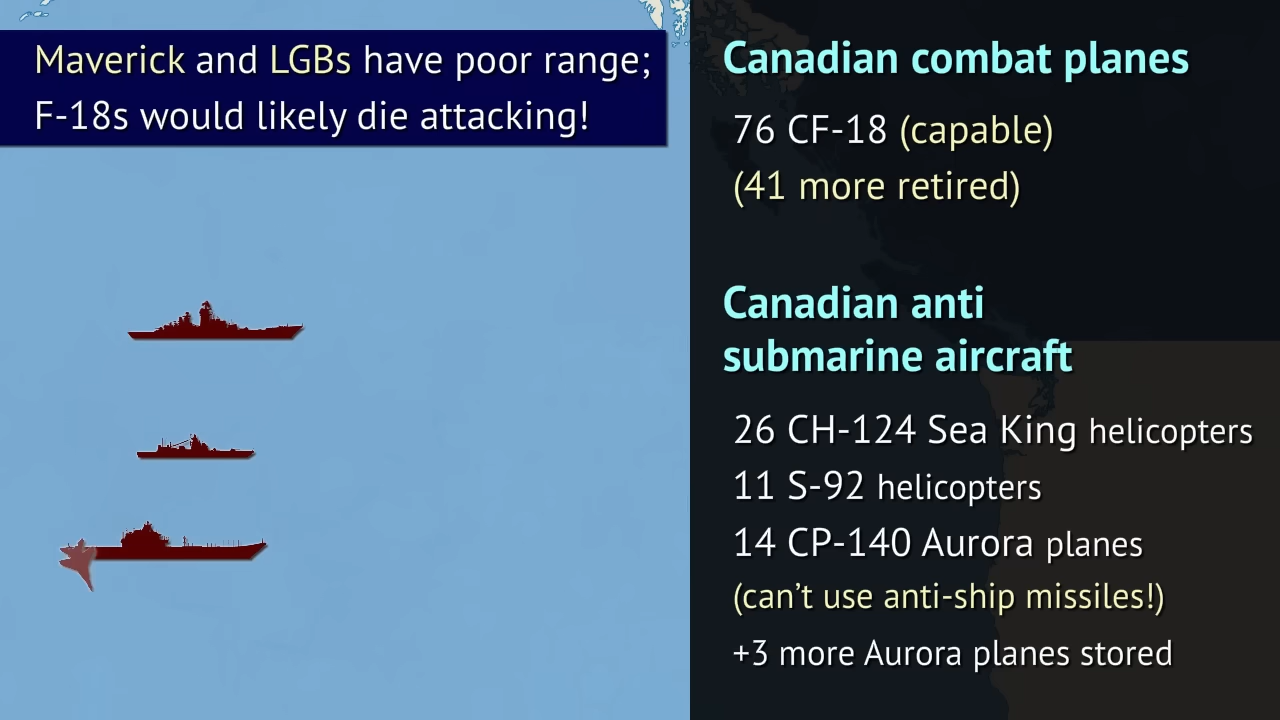 Maverick and LGBs have poor range;
F-18s would likely die attacking!
Canadian combat planes
76 CF-18 (capable)
(41 more retired)
Canadian anti
submarine aircraft
26 CH-124 Sea King helicopters
11 S-92 helicopters
14 CP-140 Aurora planes
(can’t use anti-ship missiles!)
+3 more Aurora planes stored